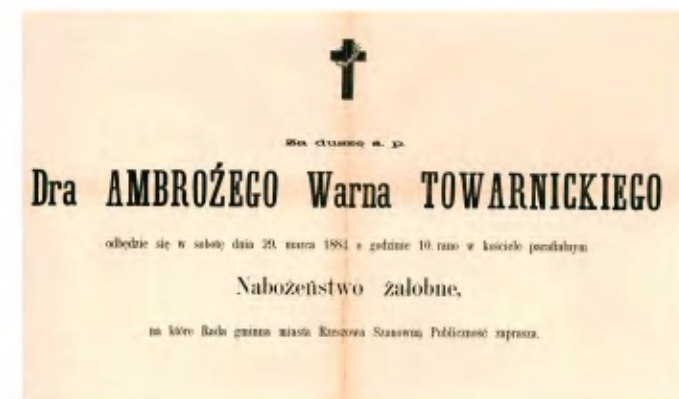 Za duszę ś. p.
Dra AMBROŹEGO Warna TOWARNICKIEGO
odbędzie się w sobotę dnia 29. marca 1884 o godzinie 10 rano w kościele parafialnym
Nabożeństwo żałobne,
na które Rada gminna miasta Rzeszowa Szanowną Publiczność zaprasza.